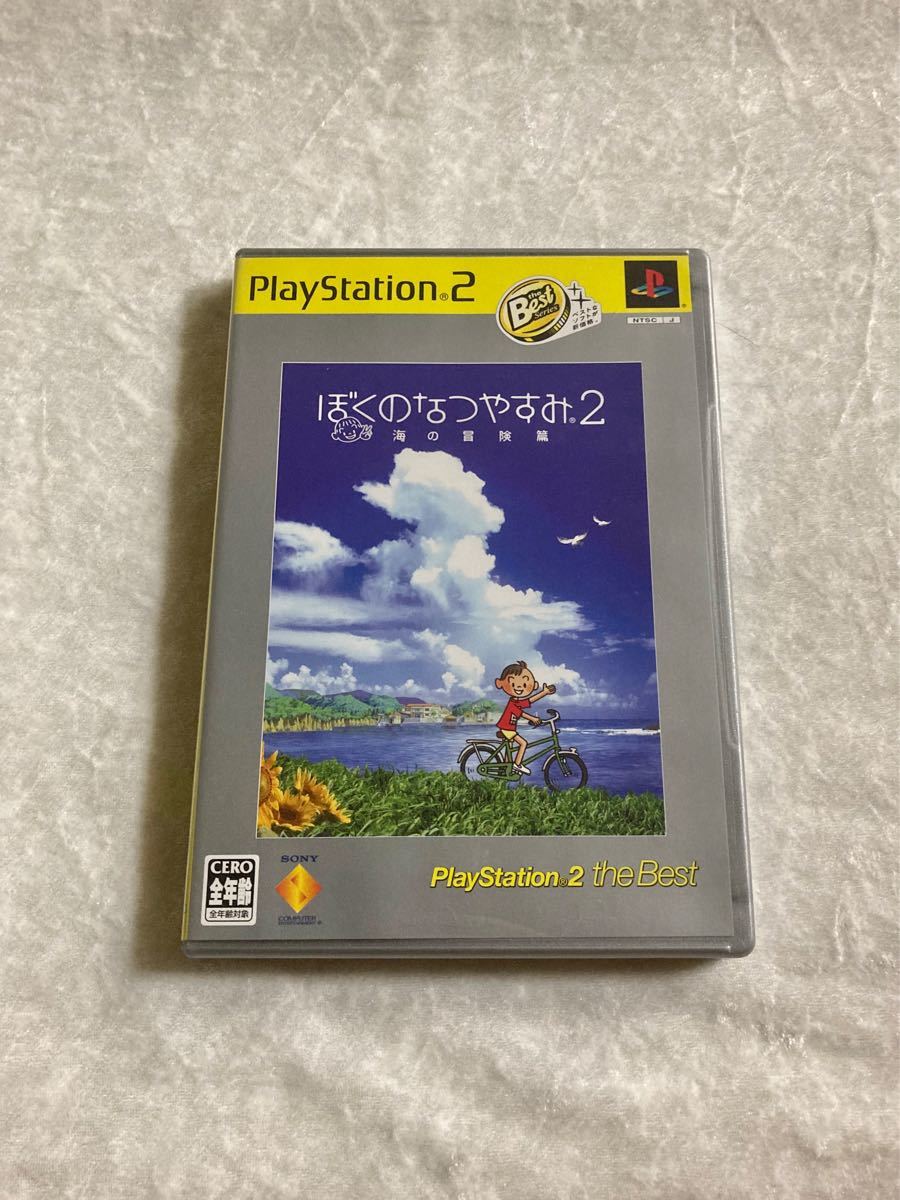 PlayStation®2
the
Best
Series
ベストな
ソフトが
新価格。
NTSC J
ぼくのなつやすみ®2
海の冒険篇
CERO
全年齢
全年齢対象
SONY
COMPUTER
ENTERTAINMENT
PlayStation®2 the Best